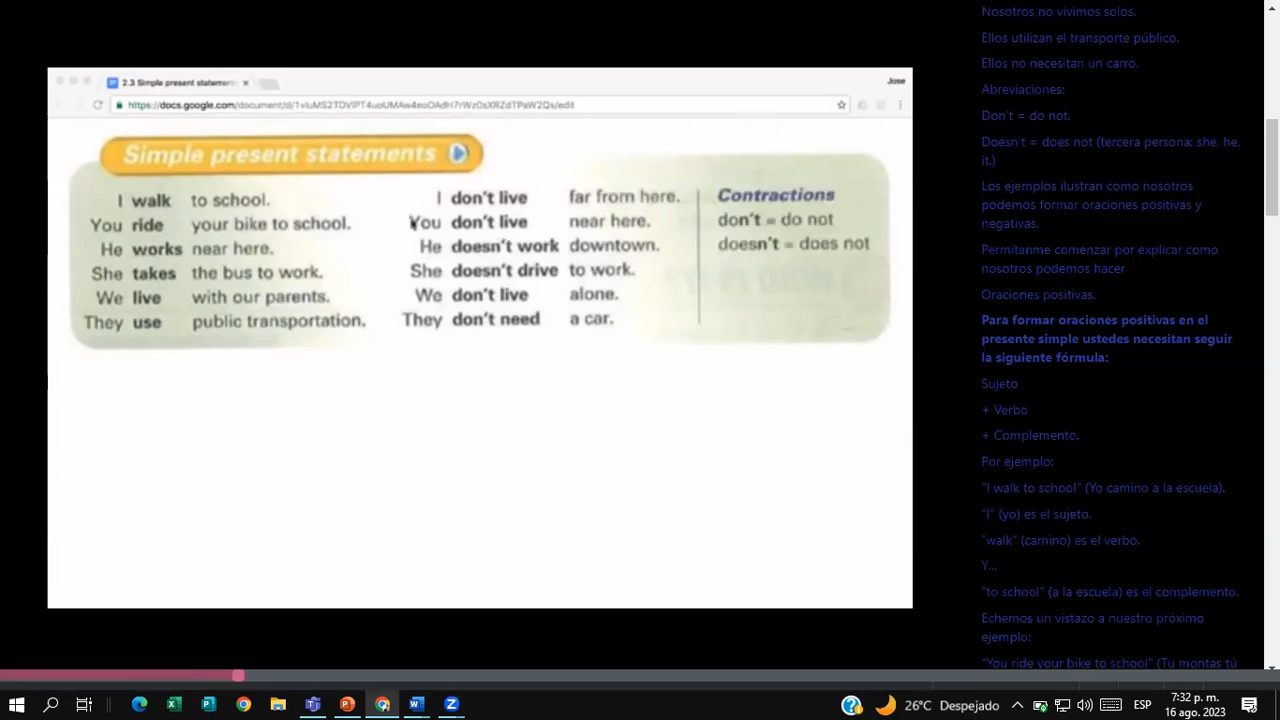 2.3 Simple present statement
Jose
Simple present statements
I walk to school.
You ride your bike to school.
He works near here.
She takes the bus to work.
We live with our parents.
They use public transportation.
I don't live far from here.
You don't live near here.
He doesn't work downtown.
She doesn't drive to work.
We don't live alone.
They don't need a car.
Contractions
don't = do not
doesn't = does not
Nosotros no vivimos solos.
Ellos utilizan el transporte público.
Ellos no necesitan un carro.
Abreviaciones:
Don't = do not.
Doesn't = does not (tercera persona: she, he,
it.)
Los ejemplos ilustran como nosotros
podemos formar oraciones positivas y
negativas.
Permítanme comenzar por explicar como
nosotros podemos hacer
Oraciones positivas.
Para formar oraciones positivas en el
presente simple ustedes necesitan seguir
la siguiente fórmula:
Sujeto
+ Verbo
+ Complemento.
Por ejemplo:
"I walk to school" (Yo camino a la escuela).
"I" (yo) es el sujeto.
"walk" (camino) es el verbo.
Y...
"to school" (a la escuela) es el complemento.
Echemos un vistazo a nuestro próximo
ejemplo:
"You ride your bike to school" (Tu montas tú
26°C Despejado
ESP
7:32 p. m.
16 ago. 2023